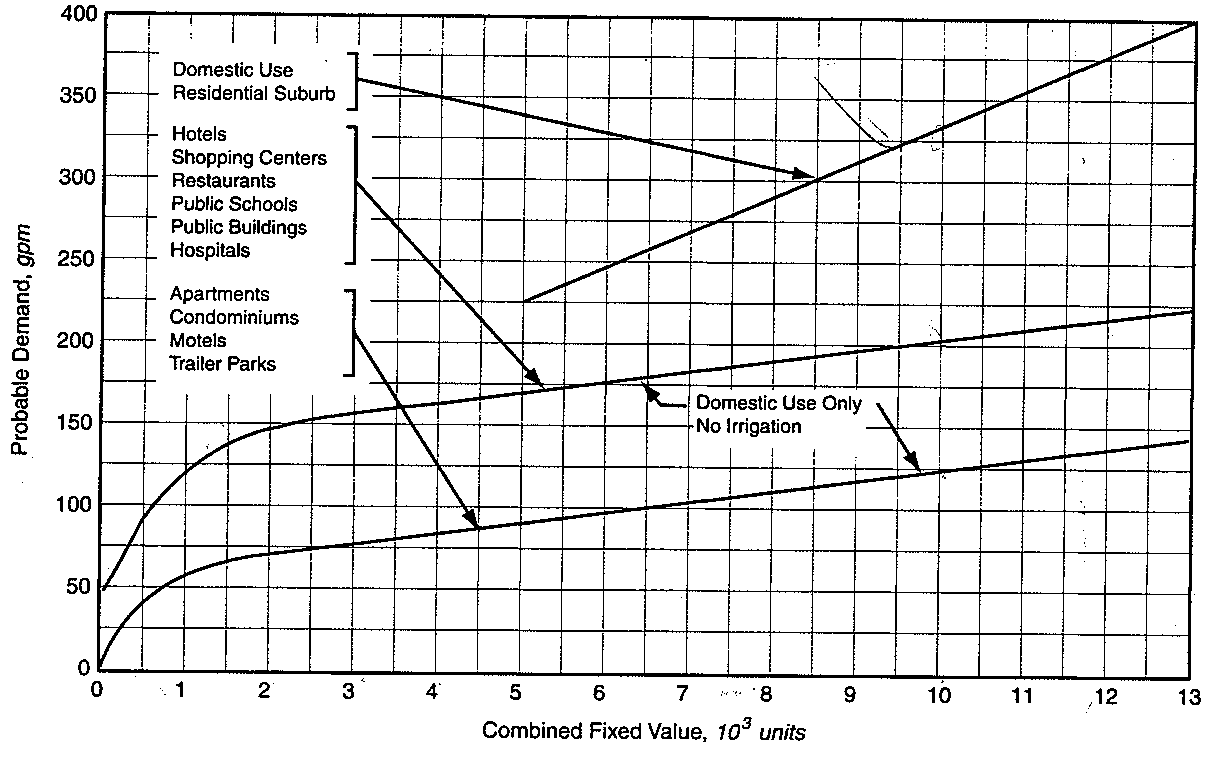 400
350
300
250
200
150
100
50
0
Probable Demand, gpm
Domestic Use
Residential Suburb
Hotels
Shopping Centers
Restaurants
Public Schools
Public Buildings
Hospitals
Apartments
Condominiums
Motels
Trailer Parks
Domestic Use Only
No Irrigation
0 1 2 3 4 5 6 7 8 9 10 11 12 13
Combined Fixed Value, 10³ units